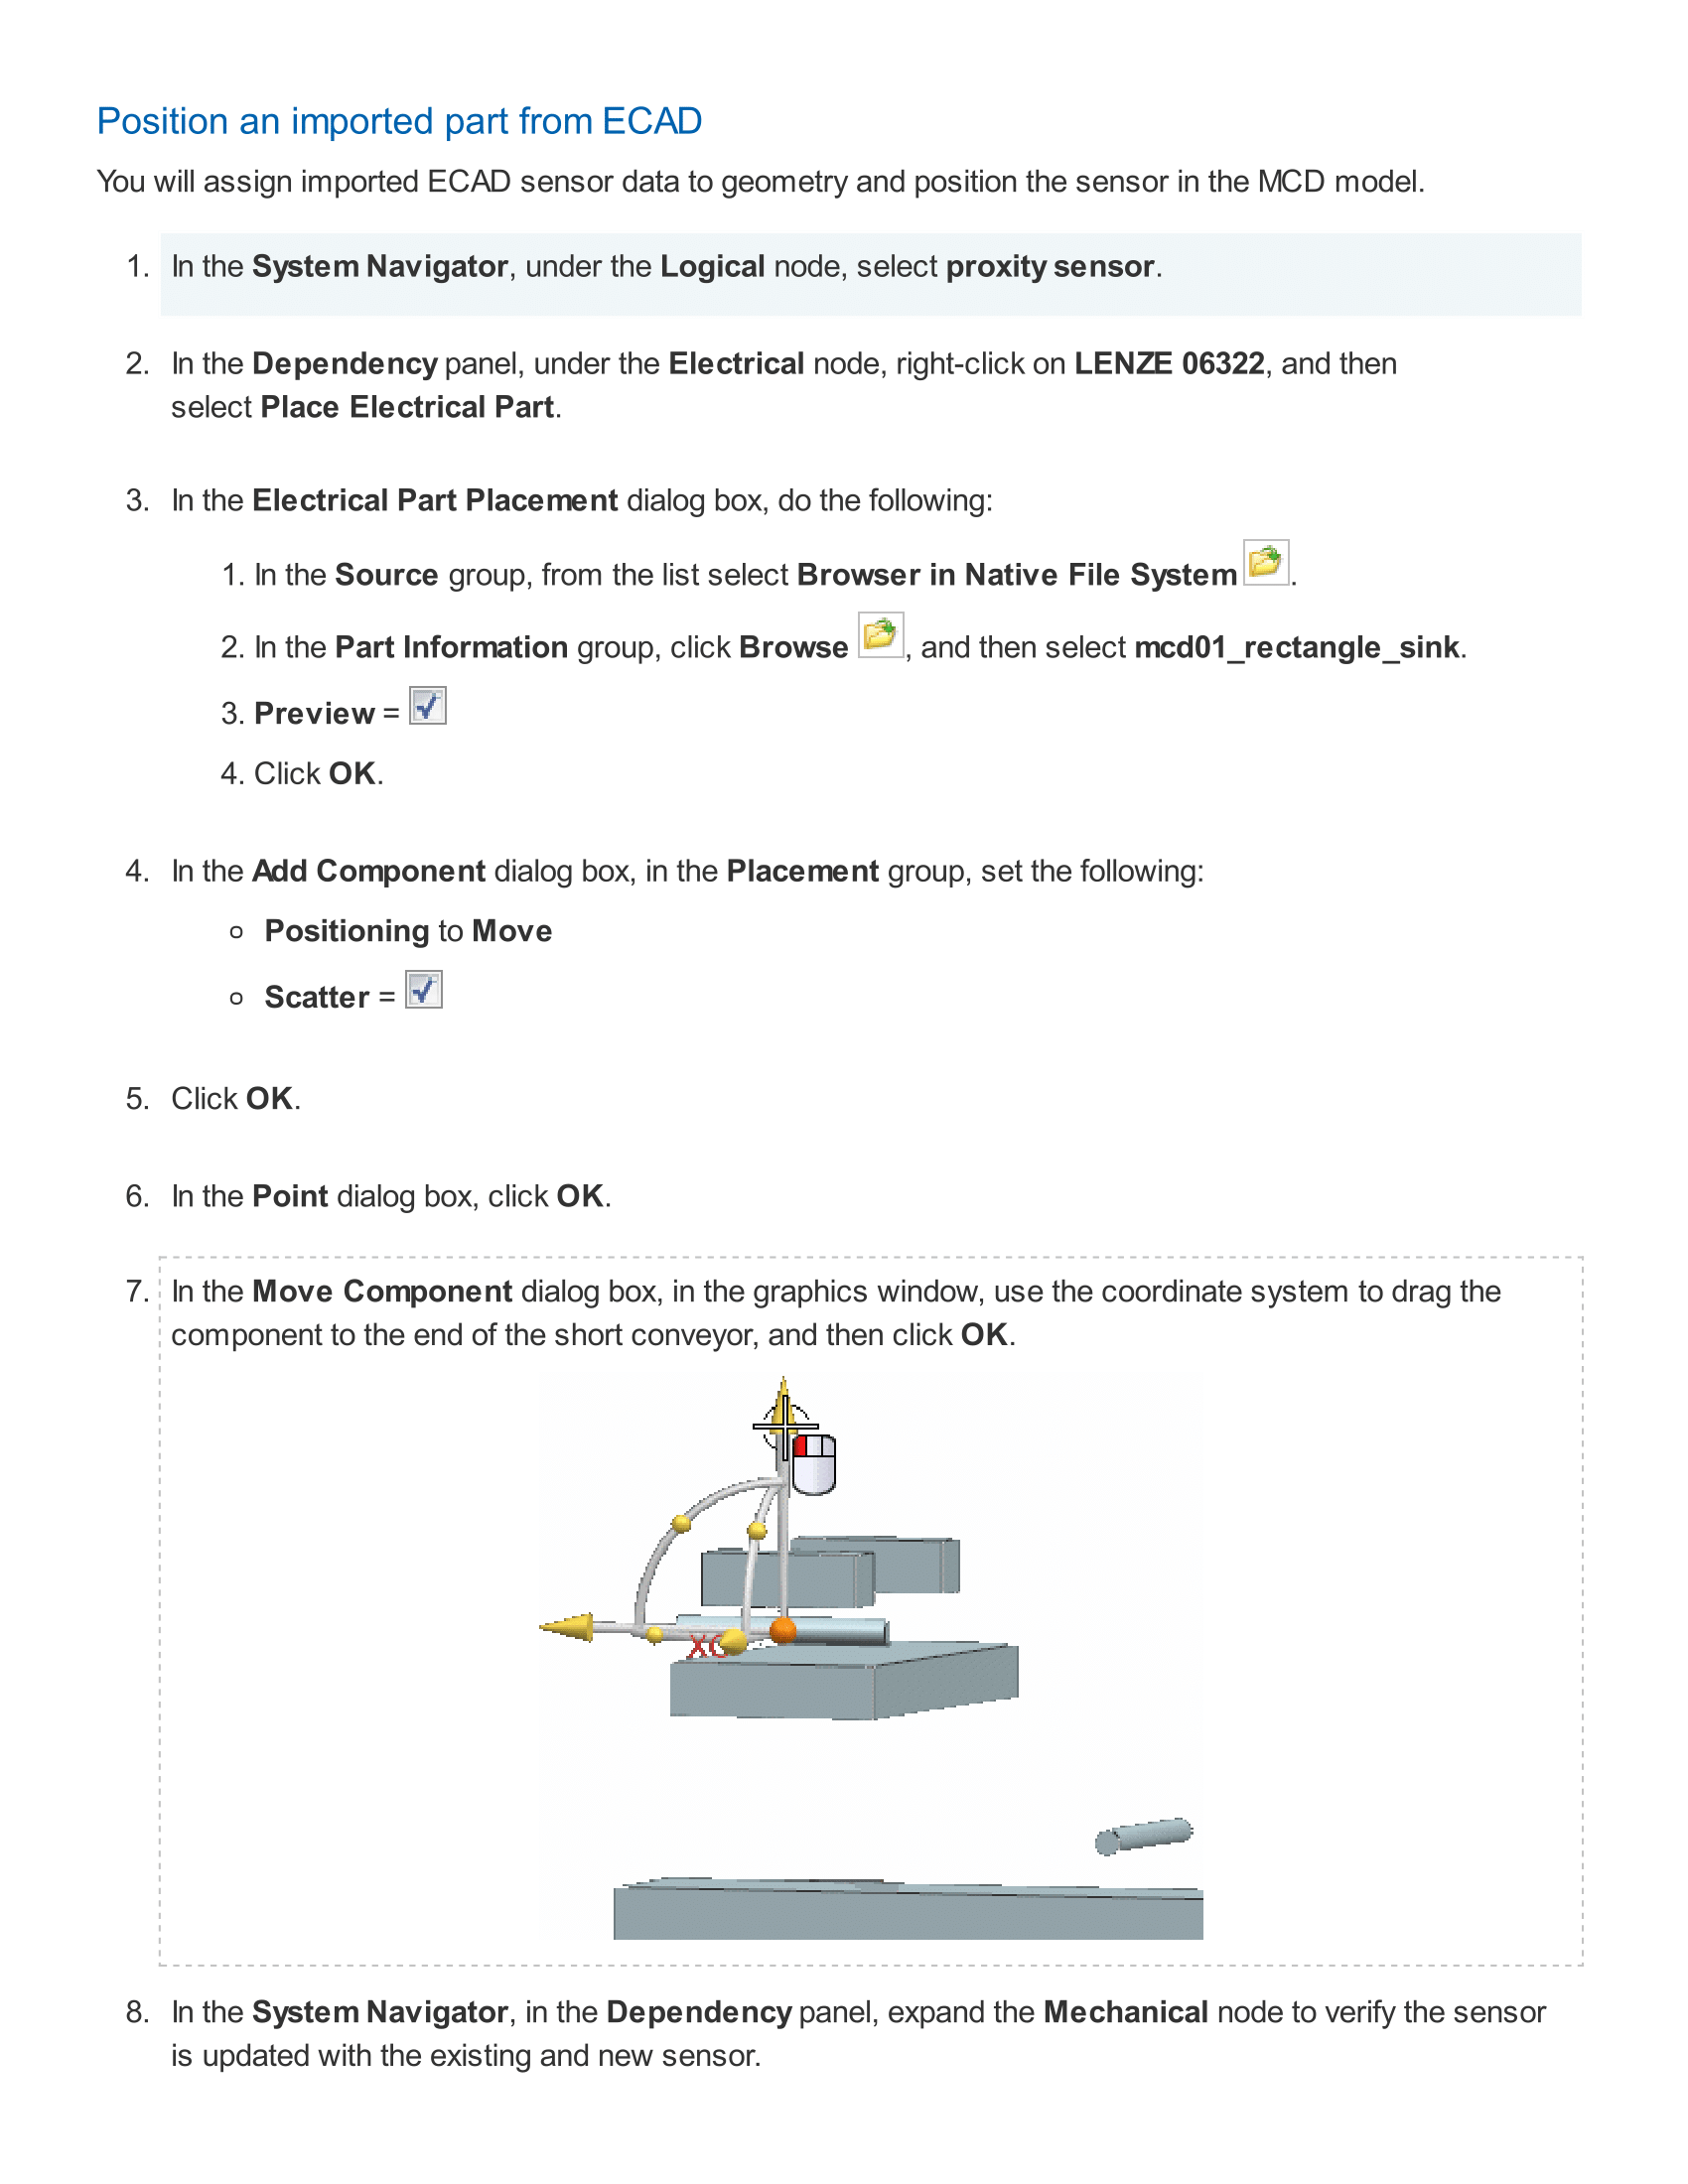 Position an imported part from ECAD
You will assign imported ECAD sensor data to geometry and position the sensor in the MCD model.
1. In the System Navigator, under the Logical node, select proxity sensor.
2. In the Dependency panel, under the Electrical node, right-click on LENZE 06322, and then
select Place Electrical Part.
3. In the Electrical Part Placement dialog box, do the following:
1. In the Source group, from the list select Browser in Native File System .
2. In the Part Information group, click Browse , and then select mcd01_rectangle_sink.
3. Preview =
4. Click OK.
4. In the Add Component dialog box, in the Placement group, set the following:
Positioning to Move
Scatter =
5. Click OK.
6. In the Point dialog box, click OK.
7. In the Move Component dialog box, in the graphics window, use the coordinate system to drag the
component to the end of the short conveyor, and then click OK.
XC
8. In the System Navigator, in the Dependency panel, expand the Mechanical node to verify the sensor
is updated with the existing and new sensor.